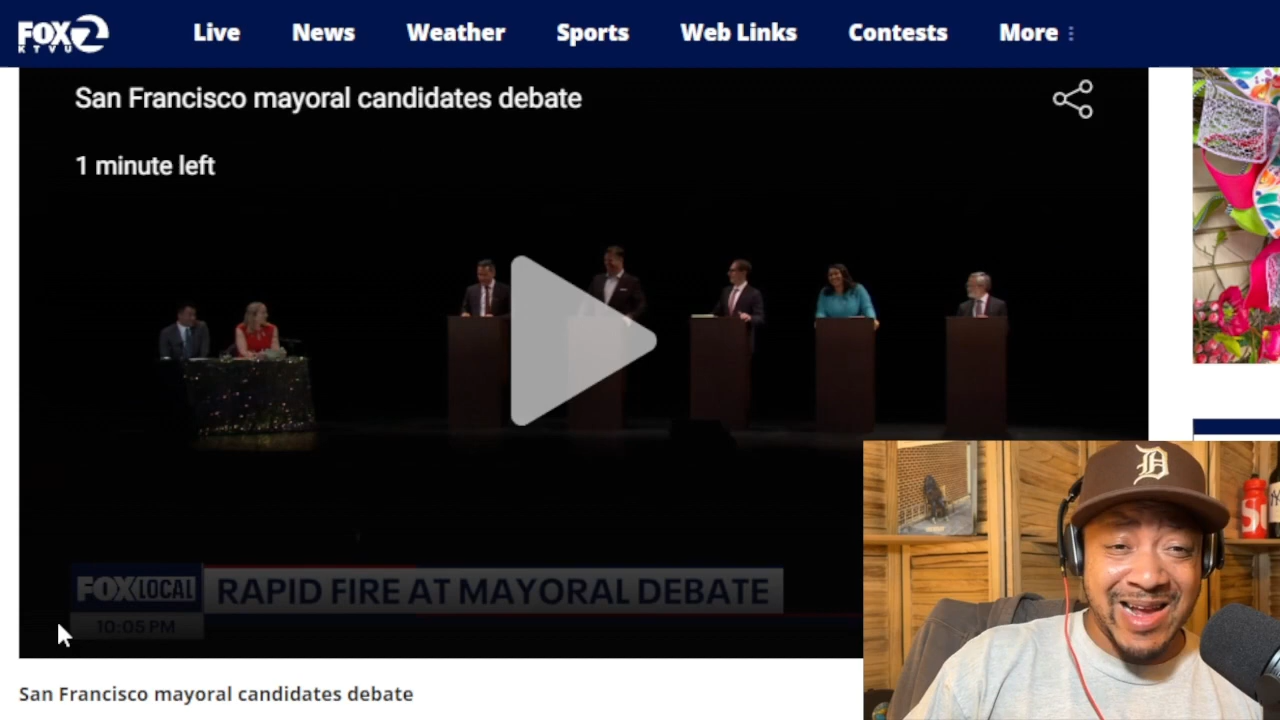 FOX 2
KTVU
Live News Weather Sports Web Links Contests More
San Francisco mayoral candidates debate
1 minute left
FOX LOCAL
RAPID FIRE AT MAYORAL DEBATE
10:05 PM
San Francisco mayoral candidates debate
D